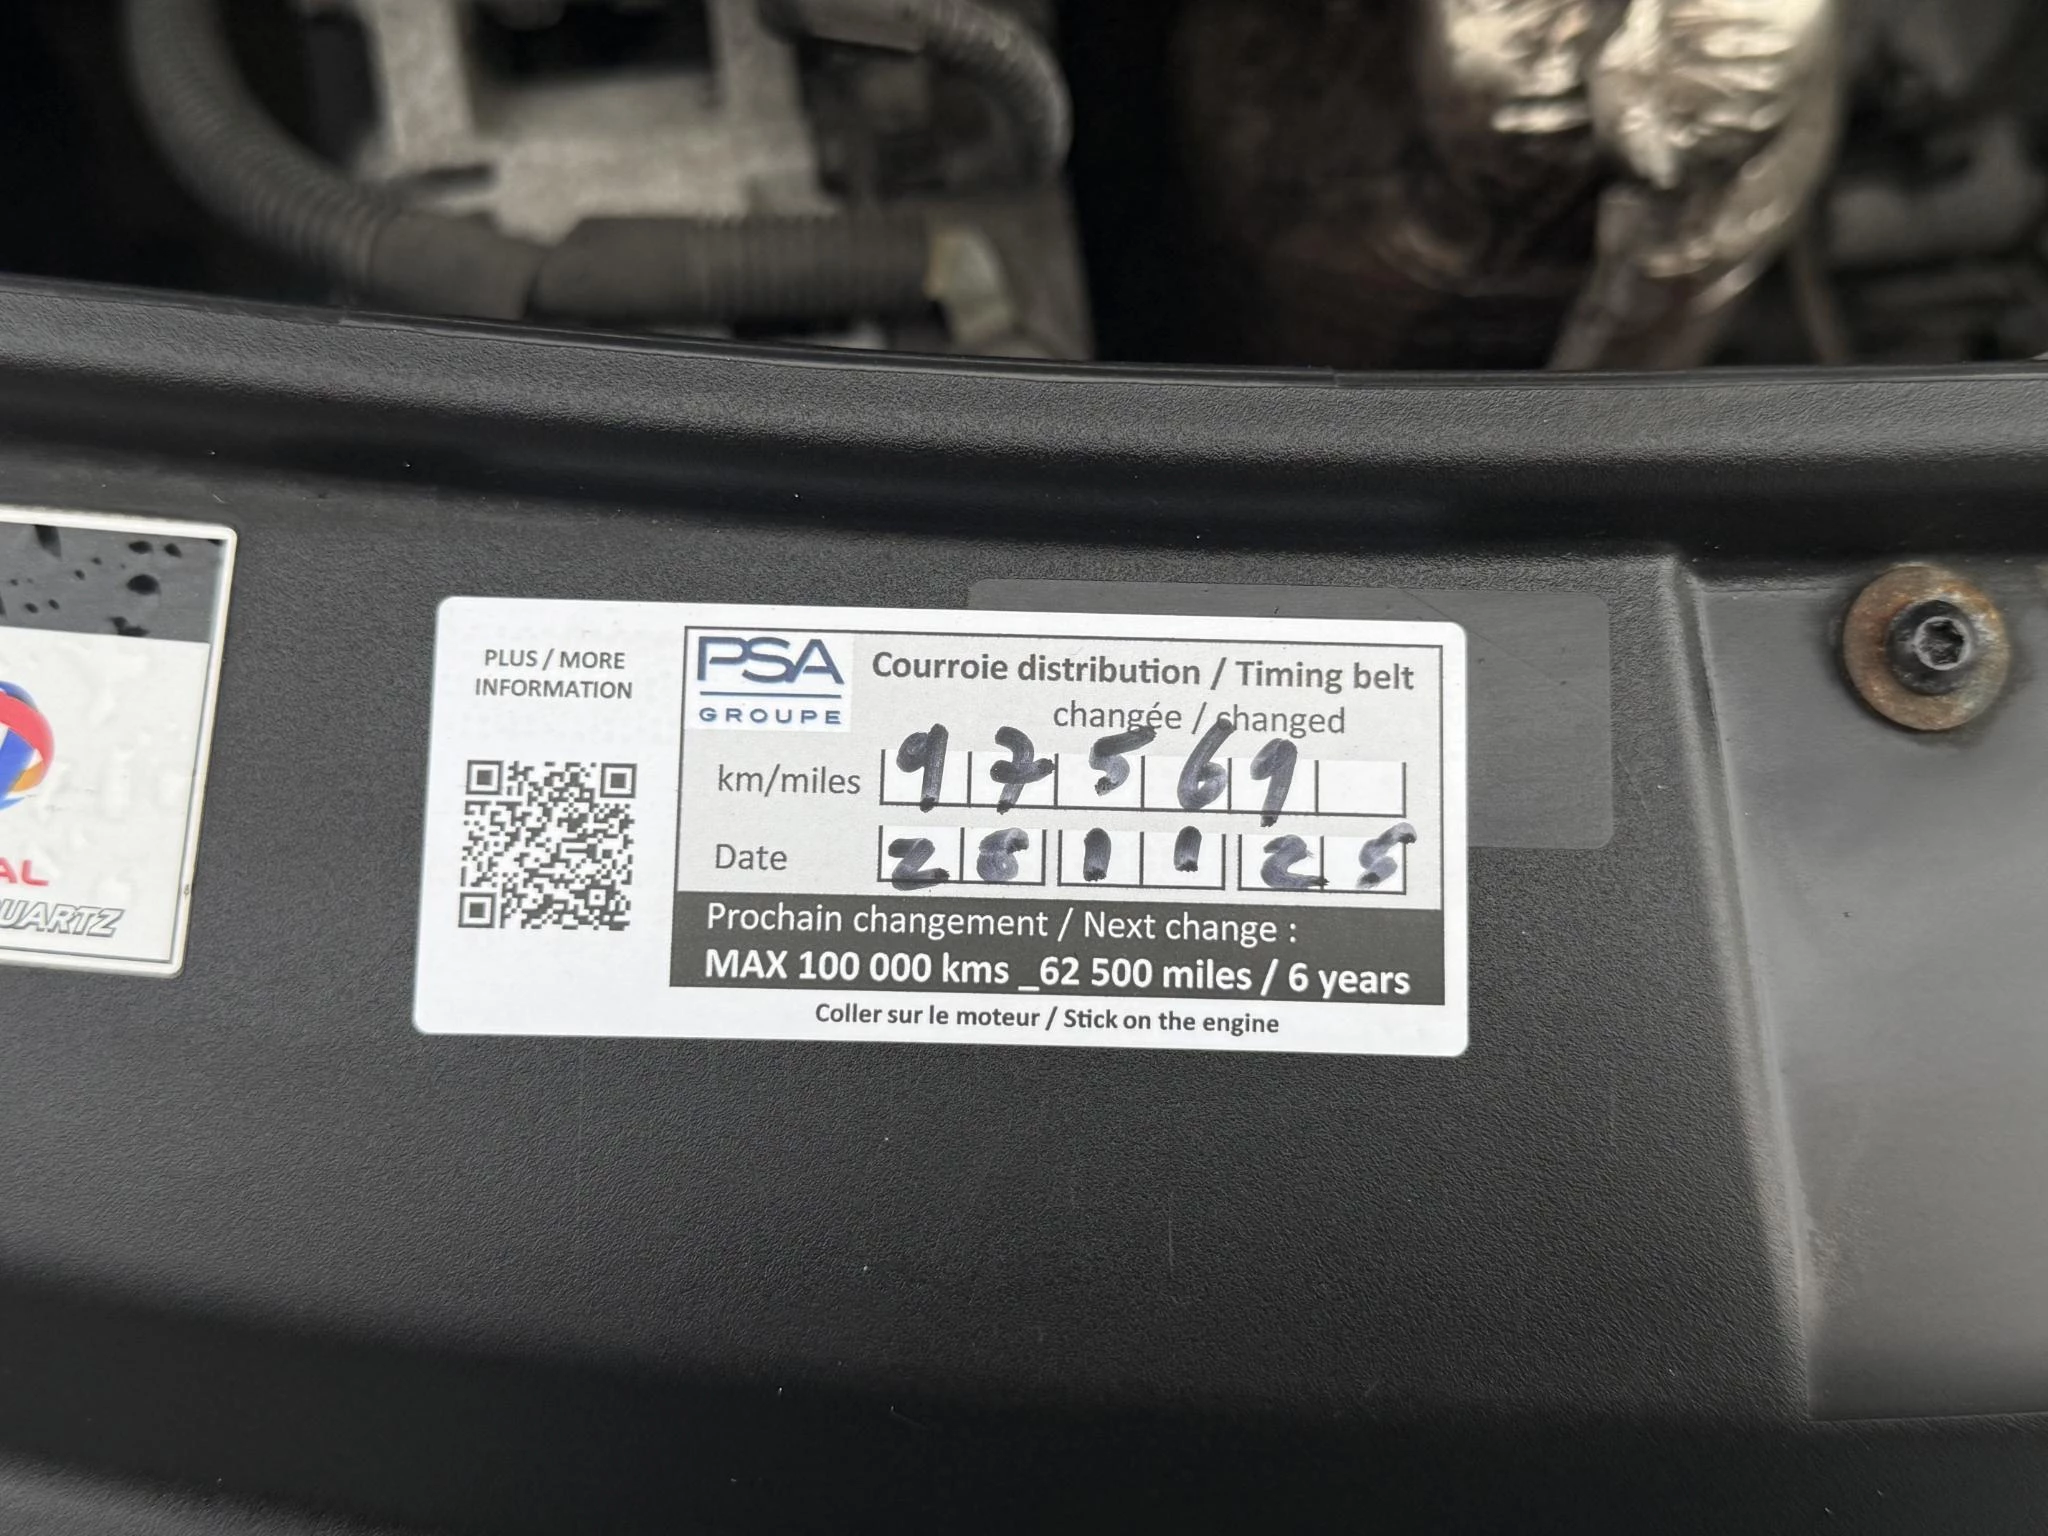 AL
UARTZ
PLUS / MORE
INFORMATION
PSA
GROUPE
Courroie distribution / Timing belt
changée / changed
km/miles 97569
Date 28 11 25
Prochain changement / Next change :
MAX 100 000 kms _62 500 miles / 6 years
Coller sur le moteur / Stick on the engine